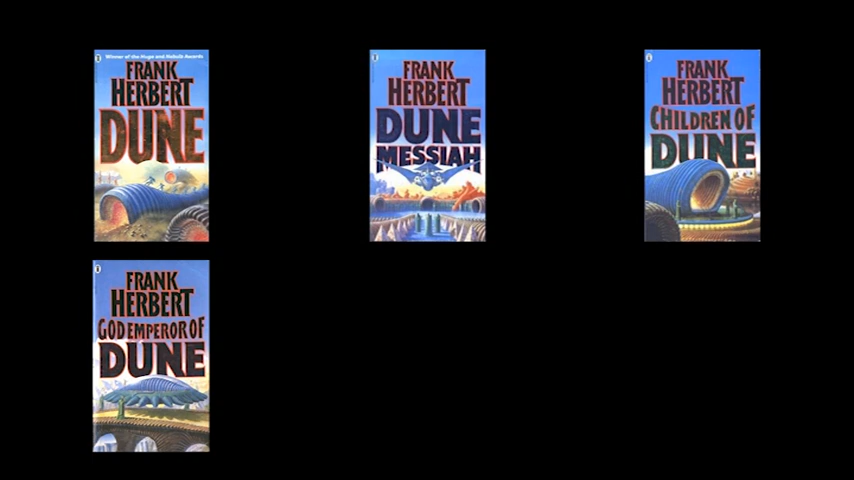 Winner of the Hugo and Nebula Awards
FRANK
HERBERT
DUNE
FRANK
HERBERT
DUNE
MESSIAH
FRANK
HERBERT
CHILDREN OF
DUNE
FRANK
HERBERT
GOD EMPEROR OF
DUNE